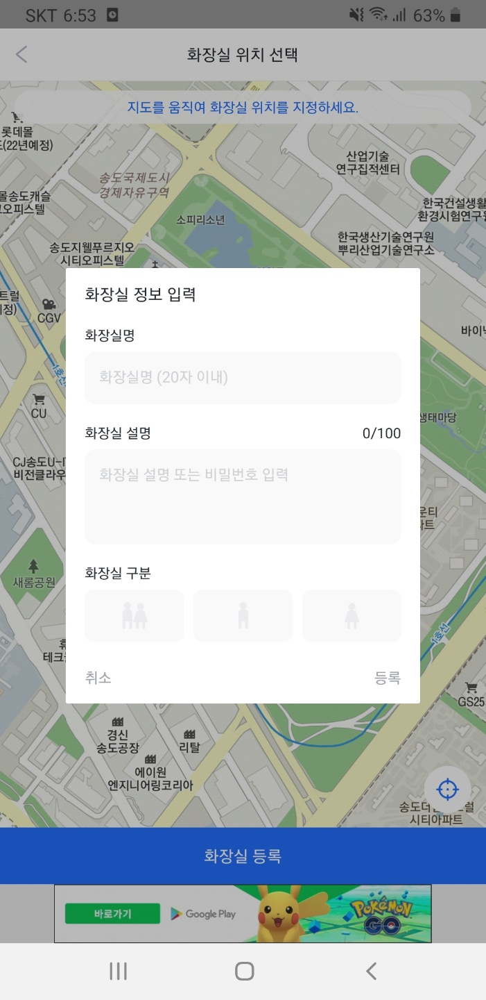 SKT 6:53
63%
화장실 위치 선택
지도를 움직여 화장실 위치를 지정하세요.
롯데몰
(22년예정)
산업기술
연구집적센터
송도국제도시
경제자유구역
몰송도캐슬
오피스텔
한국건설생활
환경시험연구원
소피리소년
한국생산기술연구원
뿌리산업기술연구소
송도지웰푸르지오
시티오피스텔
트럴
정)
CGV
바이
1호선
CU
생태마당
CJ송도U-IT
비전클라우
운티
새롬공원
1호선
휴
테크
GS25
경신
송도공장
리탈
에이원
엔지니어링코리아
송도더 럴
시티아파트
화장실 정보 입력
화장실명
화장실명 (20자 이내)
화장실 설명 0/100
화장실 설명 또는 비밀번호 입력
화장실 구분
취소 등록
화장실 등록
바로가기
Google Play
Pokémon
GO